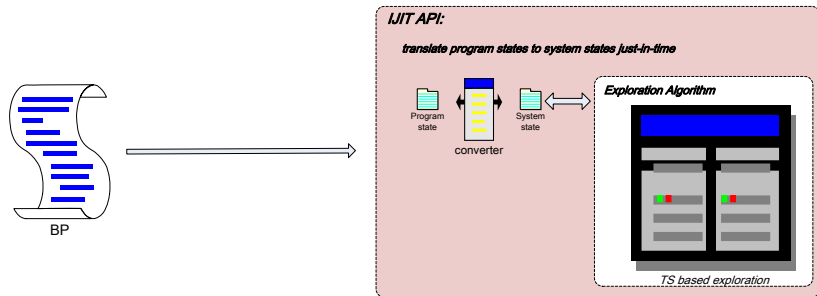 IJIT API:
translate program states to system states just-in-time
Exploration Algorithm
Program
state
System
state
converter
BP
TS based exploration